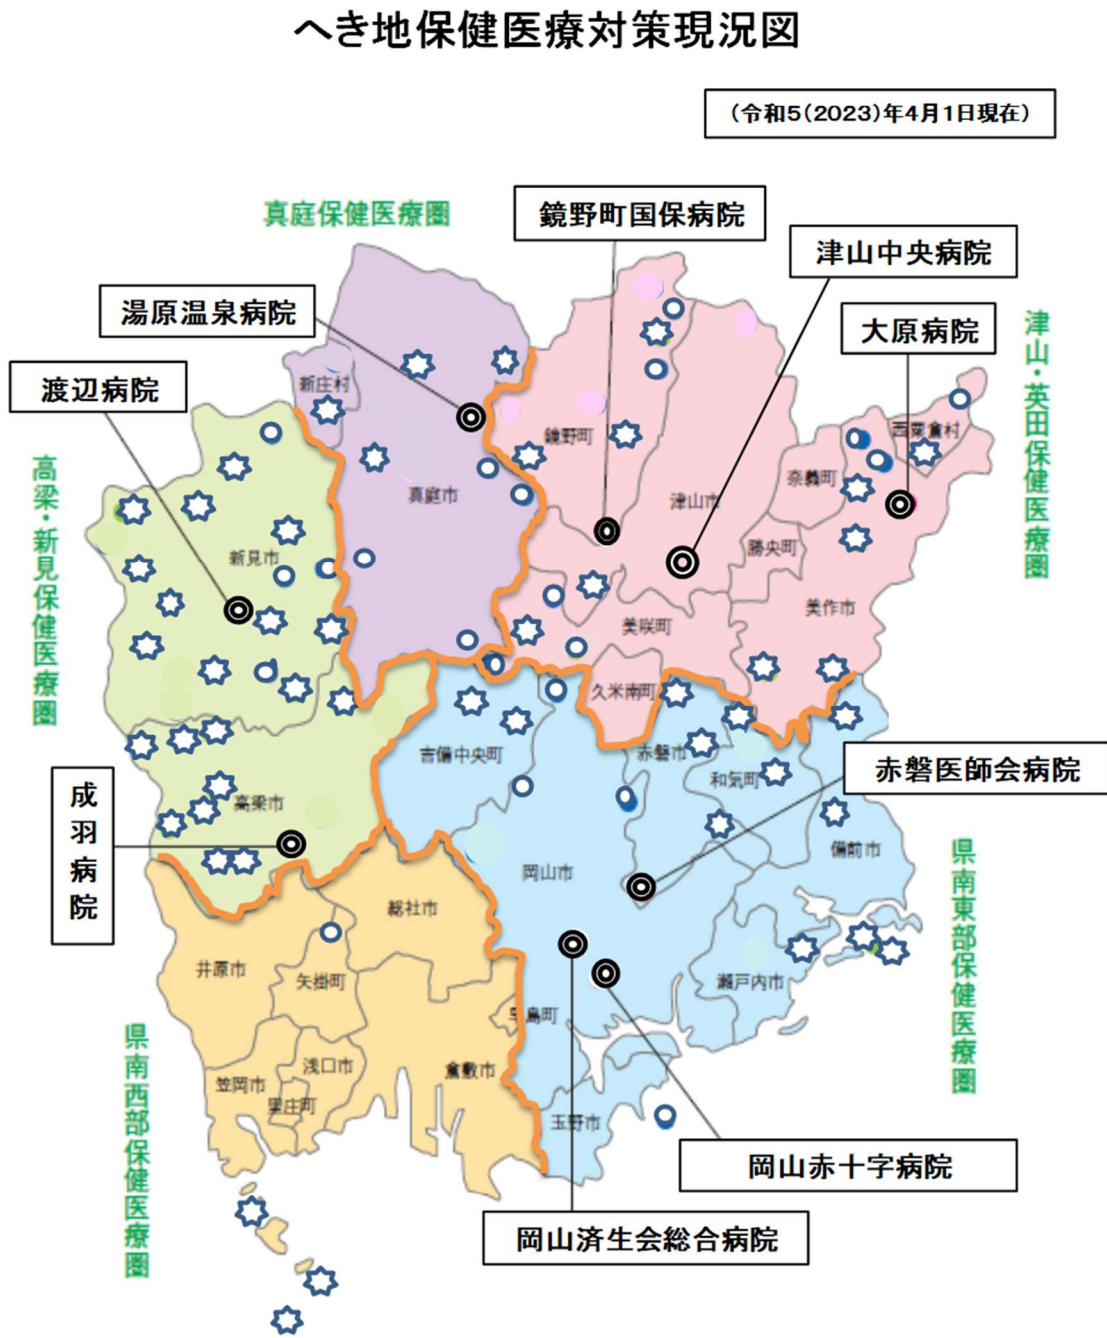 へき地保健医療対策現況図
（令和5（2023）年4月1日現在）
真庭保健医療圏
鏡野町国保病院
津山中央病院
湯原温泉病院
大原病院
渡辺病院
津山・英田保健医療圏
高梁・新見保健医療圏
新庄村
鏡野町
西粟倉村
真庭市
奈義町
津山市
新見市
勝央町
美作市
美咲町
久米南町
吉備中央町
赤磐市
和気町
赤磐医師会病院
成羽病院
高梁市
備前市
岡山市
県南東部保健医療圏
総社市
井原市
矢掛町
瀬戸内市
早島町
県南西部保健医療圏
浅口市
倉敷市
笠岡市
里庄町
玉野市
岡山赤十字病院
岡山済生会総合病院